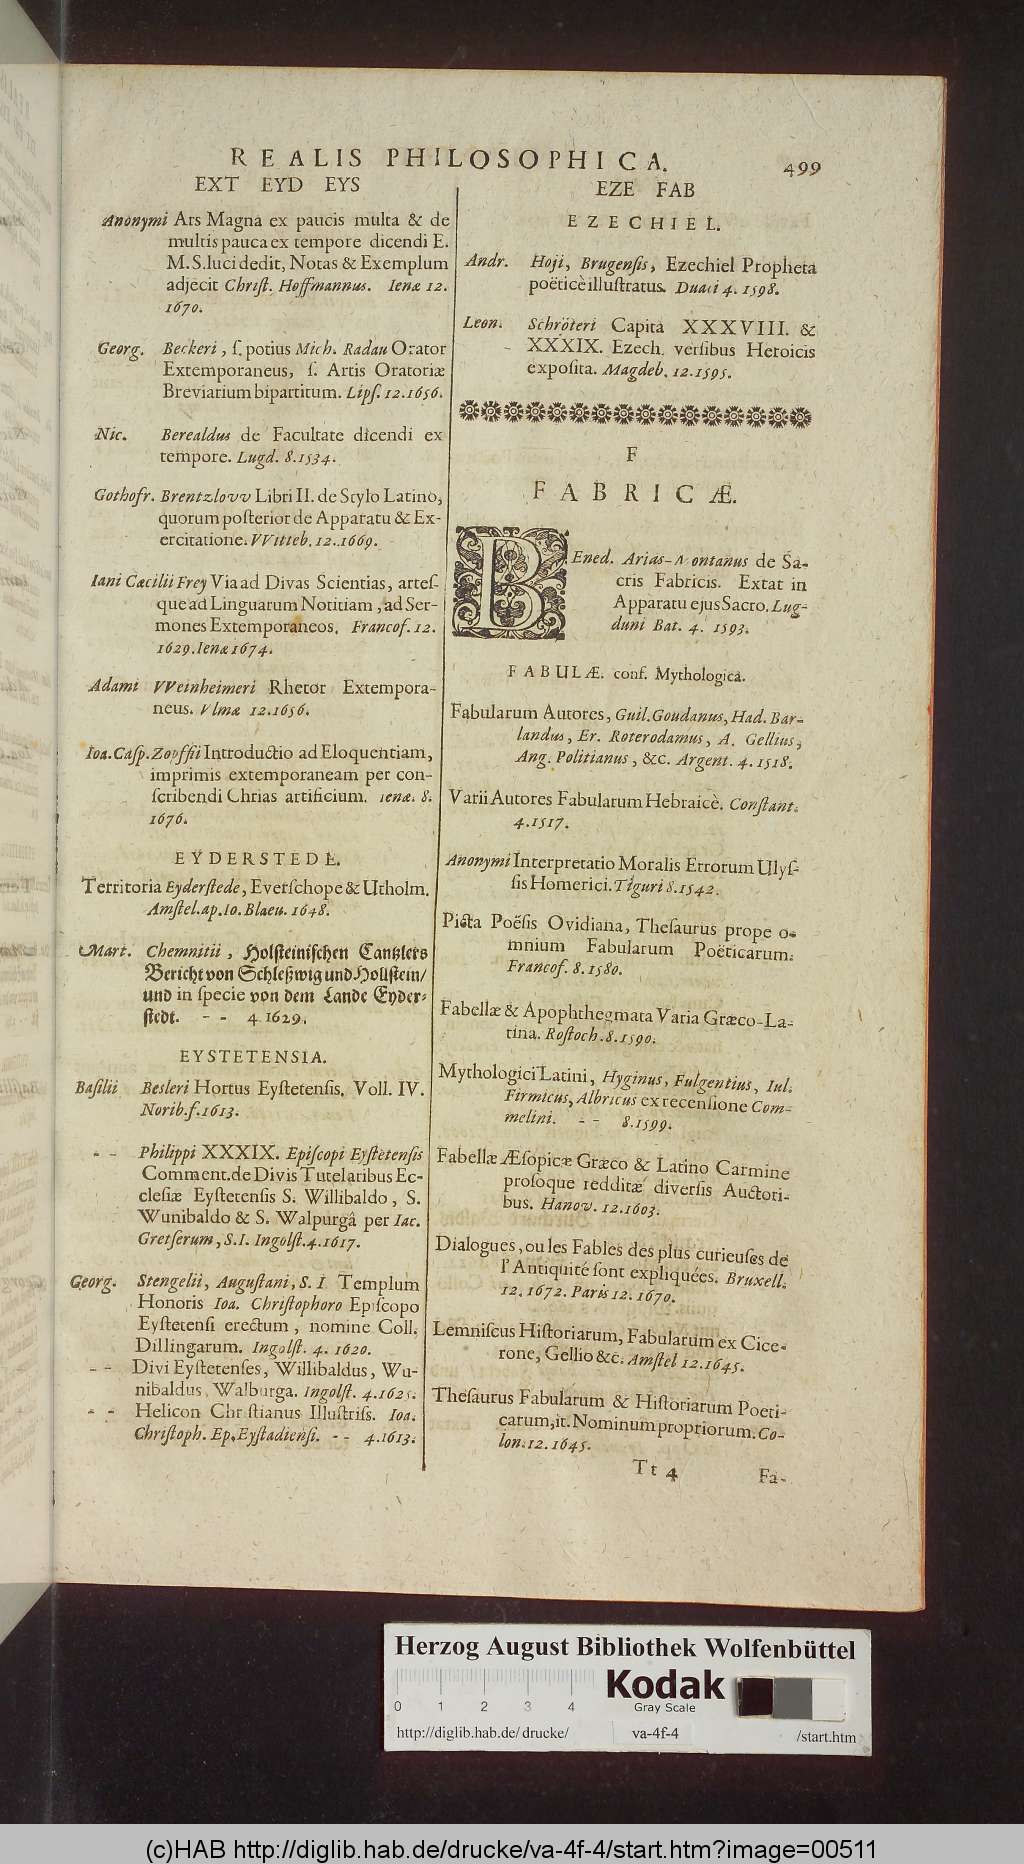 REALIS PHILOSOPHICA. 499
EXT EYD EYS
Anonymi Ars Magna ex paucis multa & de
multis pauca ex tempore dicendi E.
M.S. luci dedit, Notas & Exemplum
adjecit Chriſt. Hoffmannus. Ienæ 12.
1670.
Georg. Beckeri, ſ. potius Mich. Radau Orator
Extemporaneus, ſ. Artis Oratoriæ
Breviarium bipartitum. Lipſ. 12. 1656.
Nic. Berealdus de Facultate dicendi ex
tempore. Lugd. 8. 1534.
Gothofr. Brentzlovv Libri II. de Stylo Latino,
quorum poſterior de Apparatu & Ex-
ercitatione. VVitteb. 12. 1669.
Iani Cæcilii Frey Via ad Divas Scientias, arteſ-
que ad Linguarum Notitiam, ad Ser-
mones Extemporaneos. Francof. 12.
1629. Ienæ 1674.
Adami VVeinheimeri Rhetor Extempora-
neus. Vlmæ 12. 1656.
Ioa. Caſp. Zopffii Introductio ad Eloquentiam,
imprimis extemporaneam per con-
ſcribendi Chrias artificium. Ienæ. 8.
1676.
EYDERSTEDE.
Territoria Eyderſtede, Everſchope & Utholm.
Amſtel. ap. Io. Blaeu. 1648.
Mart. Chemnitii, Holſteiniſchen Cantzlers
Bericht von Schleßwig und Hollſtein/
und in ſpecie von dem Lande Eyder-
ſtedt. - - 4 1629.
EYSTETENSIA.
Baſilii Besleri Hortus Eyſtetenſis. Voll. IV.
Norib. f. 1613.
- - Philippi XXXIX. Epiſcopi Eyſtetenſis
Comment. de Divis Tutelaribus Ec-
cleſiæ Eyſtetenſis S. Willibaldo, S.
Wunibaldo & S. Walpurgâ per Iac.
Gretſerum, S.I. Ingolſt. 4. 1617.
Georg. Stengelii, Auguſtani, S. I Templum
Honoris Ioa. Chriſtophoro Epiſcopo
Eyſtetenſi erectum, nomine Coll.
Dillingarum. Ingolſt. 4. 1620.
- - Divi Eyſtetenſes, Willibaldus, Wu-
nibaldus, Walburga. Ingolſt. 4. 1625.
- - Helicon Chriſtianus Illuſtriſs. Ioa.
Chriſtoph. Ep. Eyſtadienſi. - - 4. 1613.
EZE FAB
EZECHIEL.
Andr. Hoji, Brugenſis, Ezechiel Propheta
poëticè illuſtratus. Duaci 4. 1598.
Leon. Schröteri Capita XXXVIII. &
XXXIX. Ezech. verſibus Heroicis
expoſita. Magdeb. 12. 1595.
F
FABRICÆ.
BEned. Arias-Montanus de Sa-
cris Fabricis. Extat in
Apparatu ejus Sacro. Lug-
duni Bat. 4. 1593.
FABULÆ. conf. Mythologica.
Fabularum Autores, Guil. Goudanus, Had. Bar-
landus, Er. Roterodamus, A. Gellius,
Ang. Politianus, &c. Argent. 4. 1518.
Varii Autores Fabularum Hebraicè. Conſtant.
4. 1517.
Anonymi Interpretatio Moralis Errorum Ulyſ-
ſis Homerici. Tiguri 8. 1542.
Picta Poëſis Ovidiana, Theſaurus prope o-
mnium Fabularum Poëticarum.
Francof. 8. 1580.
Fabellæ & Apophthegmata Varia Græco-La-
tina. Roſtoch. 8. 1590.
Mythologici Latini, Hyginus, Fulgentius, Iul.
Firmicus, Albricus ex recenſione Com-
melini. - - 8. 1599.
Fabellæ Æſopicæ Græco & Latino Carmine
proſoque redditæ diverſis Auctori-
bus. Hanov. 12. 1603.
Dialogues, ou les Fables des plus curieuſes de
l'Antiquité ſont expliquées. Bruxell.
12. 1672. Paris 12. 1670.
Lemniſcus Hiſtoriarum, Fabularum ex Cice-
rone, Gellio &c. Amſtel 12. 1645.
Theſaurus Fabularum & Hiſtoriarum Poeti-
carum, it. Nominum propriorum. Co-
lon. 12. 1645.
Tt 4 Fa-
Herzog August Bibliothek Wolfenbüttel
0 1 2 3 4
Kodak
Gray Scale
http://diglib.hab.de/drucke/ va-4f-4 /start.htm
(c)HAB http://diglib.hab.de/drucke/va-4f-4/start.htm?image=00511